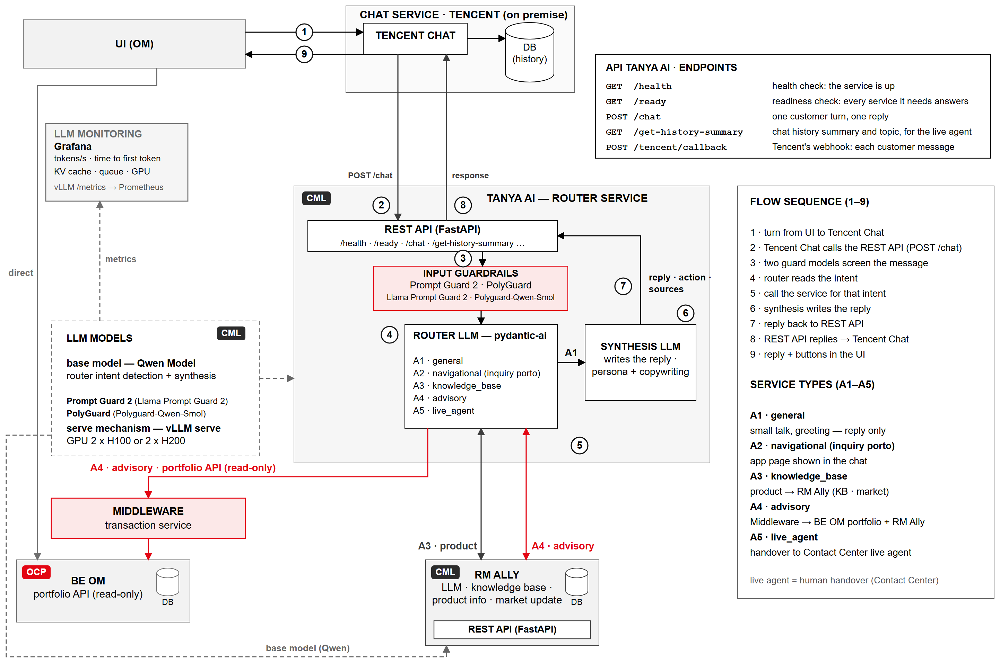 CHAT SERVICE · TENCENT (on premise)
UI (OM)
1
9
TENCENT CHAT
DB
(history)
API TANYA AI · ENDPOINTS
GET /health health check: the service is up
GET /ready readiness check: every service it needs answers
POST /chat one customer turn, one reply
GET /get-history-summary chat history summary and topic, for the live agent
POST /tencent/callback Tencent's webhook: each customer message
LLM MONITORING
Grafana
tokens/s · time to first token
KV cache · queue · GPU
vLLM /metrics → Prometheus
POST /chat
response
CML
TANYA AI — ROUTER SERVICE
2
8
REST API (FastAPI)
/health · /ready · /chat · /get-history-summary ...
3
INPUT GUARDRAILS
Prompt Guard 2 · PolyGuard
Llama Prompt Guard 2 · Polyguard-Qwen-Smol
7
reply · action ·
sources
6
4
ROUTER LLM — pydantic-ai
A1 · general
A2 · navigational (inquiry porto)
A3 · knowledge_base
A4 · advisory
A5 · live_agent
A1
SYNTHESIS LLM
writes the reply ·
persona + copywriting
5
metrics
direct
CML
LLM MODELS
base model — Qwen Model
router intent detection + synthesis
Prompt Guard 2 (Llama Prompt Guard 2)
PolyGuard (Polyguard-Qwen-Smol)
serve mechanism — vLLM serve
GPU 2 x H100 or 2 x H200
A4 · advisory · portfolio API (read-only)
MIDDLEWARE
transaction service
A3 · product
A4 · advisory
OCP
BE OM
portfolio API (read-only)
DB
CML
RM ALLY
LLM · knowledge base ·
product info · market update
DB
REST API (FastAPI)
base model (Qwen)
FLOW SEQUENCE (1–9)
1 · turn from UI to Tencent Chat
2 · Tencent Chat calls the REST API (POST /chat)
3 · two guard models screen the message
4 · router reads the intent
5 · call the service for that intent
6 · synthesis writes the reply
7 · reply back to REST API
8 · REST API replies → Tencent Chat
9 · reply + buttons in the UI
SERVICE TYPES (A1–A5)
A1 · general
small talk, greeting — reply only
A2 · navigational (inquiry porto)
app page shown in the chat
A3 · knowledge_base
product → RM Ally (KB · market)
A4 · advisory
Middleware → BE OM portfolio + RM Ally
A5 · live_agent
handover to Contact Center live agent
live agent = human handover (Contact Center)